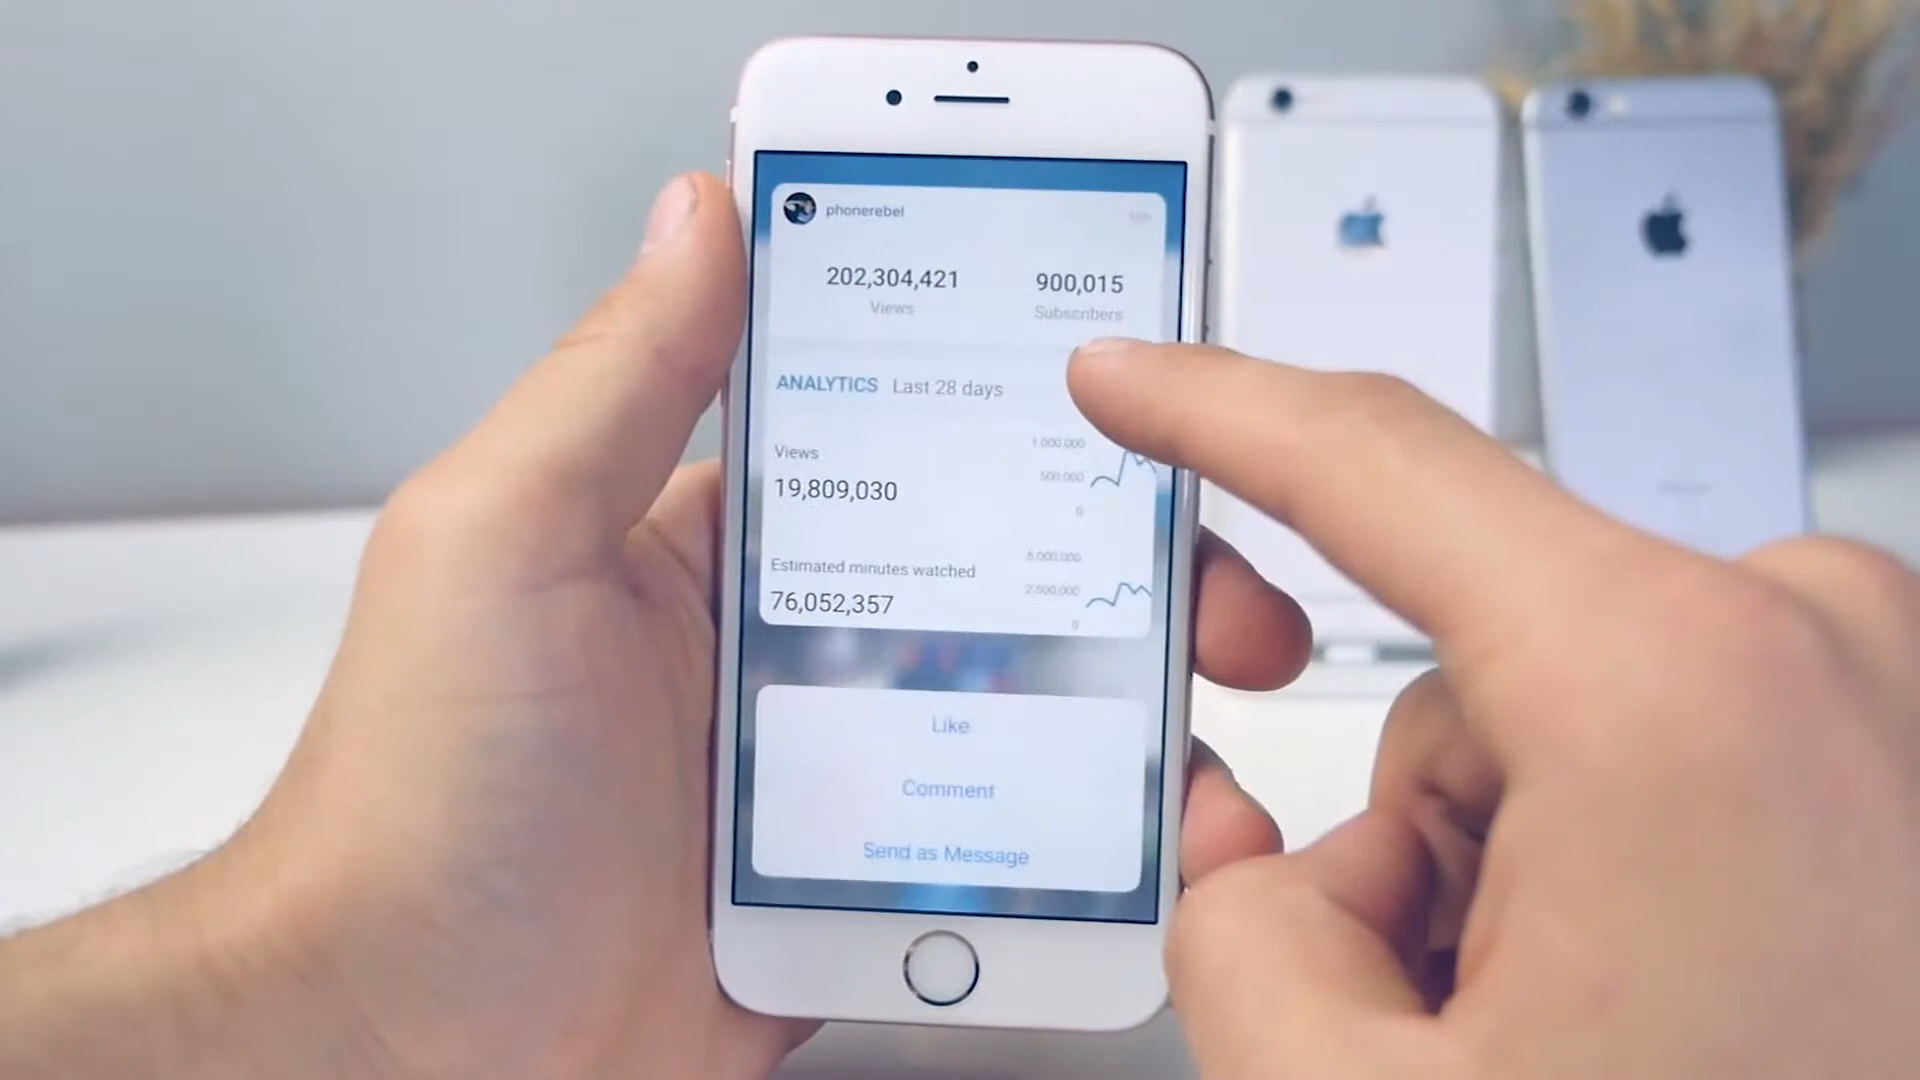 phonerebel
202,304,421 900,015
Views Subscribers
ANALYTICS Last 28 days
1,000,000
Views
500,000
19,809,030
0
5,000,000
Estimated minutes watched
2,500,000
76,052,357
0
Like
Comment
Send as Message